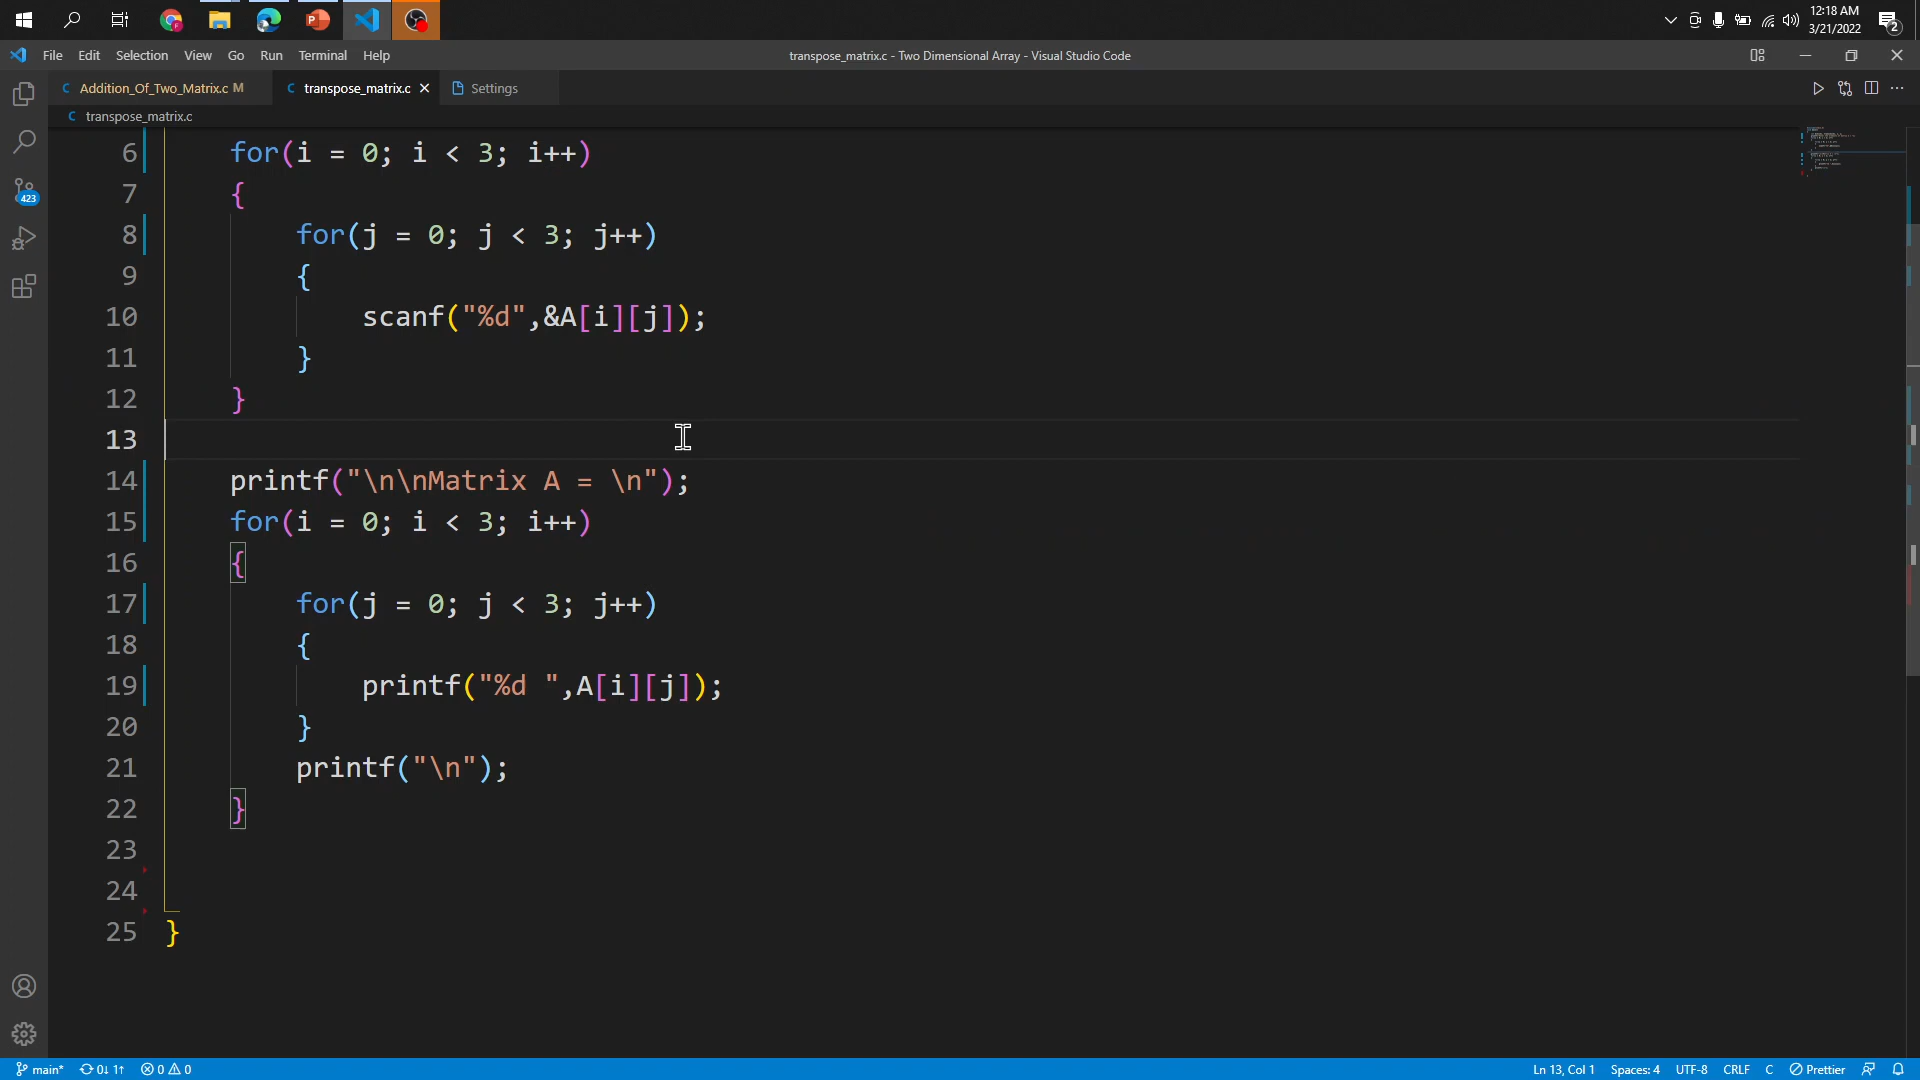 12:18 AM
3/21/2022
2
File Edit Selection View Go Run Terminal Help
transpose_matrix.c - Two Dimensional Array - Visual Studio Code
Addition_Of_Two_Matrix.c M
transpose_matrix.c
Settings
transpose_matrix.c
423
6 for(i = 0; i < 3; i++)
7 {
8 for(j = 0; j < 3; j++)
9 {
10 scanf("%d",&A[i][j]);
11 }
12 }
13
14 printf("\n\nMatrix A = \n");
15 for(i = 0; i < 3; i++)
16 {
17 for(j = 0; j < 3; j++)
18 {
19 printf("%d ",A[i][j]);
20 }
21 printf("\n");
22 }
23
24
25 }
main* 0↓ 1↑ 0 0 Ln 13, Col 1 Spaces: 4 UTF-8 CRLF C Prettier